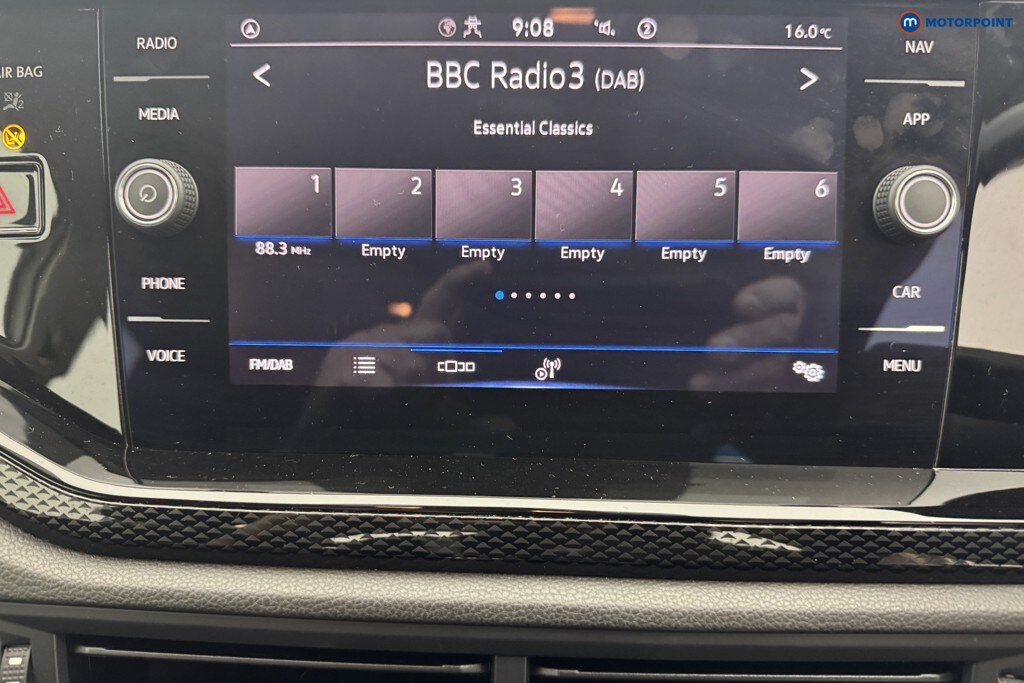 MOTORPOINT
RADIO
MEDIA
PHONE
VOICE
AIR BAG
9:08
2
16.0°C
BBC Radio3 (DAB)
Essential Classics
1 2 3 4 5 6
88.3 MHz Empty Empty Empty Empty Empty
FM/DAB
NAV
APP
CAR
MENU